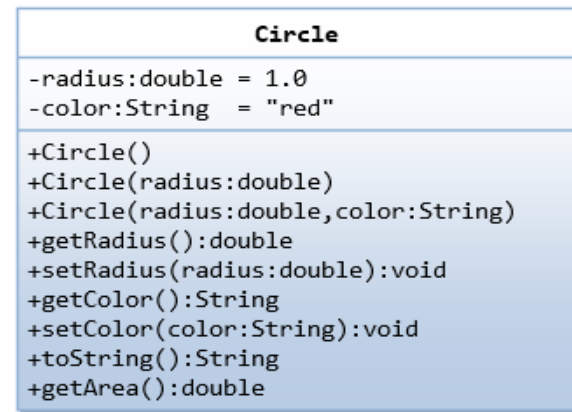 Circle
-radius:double = 1.0
-color:String  = "red"
+Circle()
+Circle(radius:double)
+Circle(radius:double,color:String)
+getRadius():double
+setRadius(radius:double):void
+getColor():String
+setColor(color:String):void
+toString():String
+getArea():double